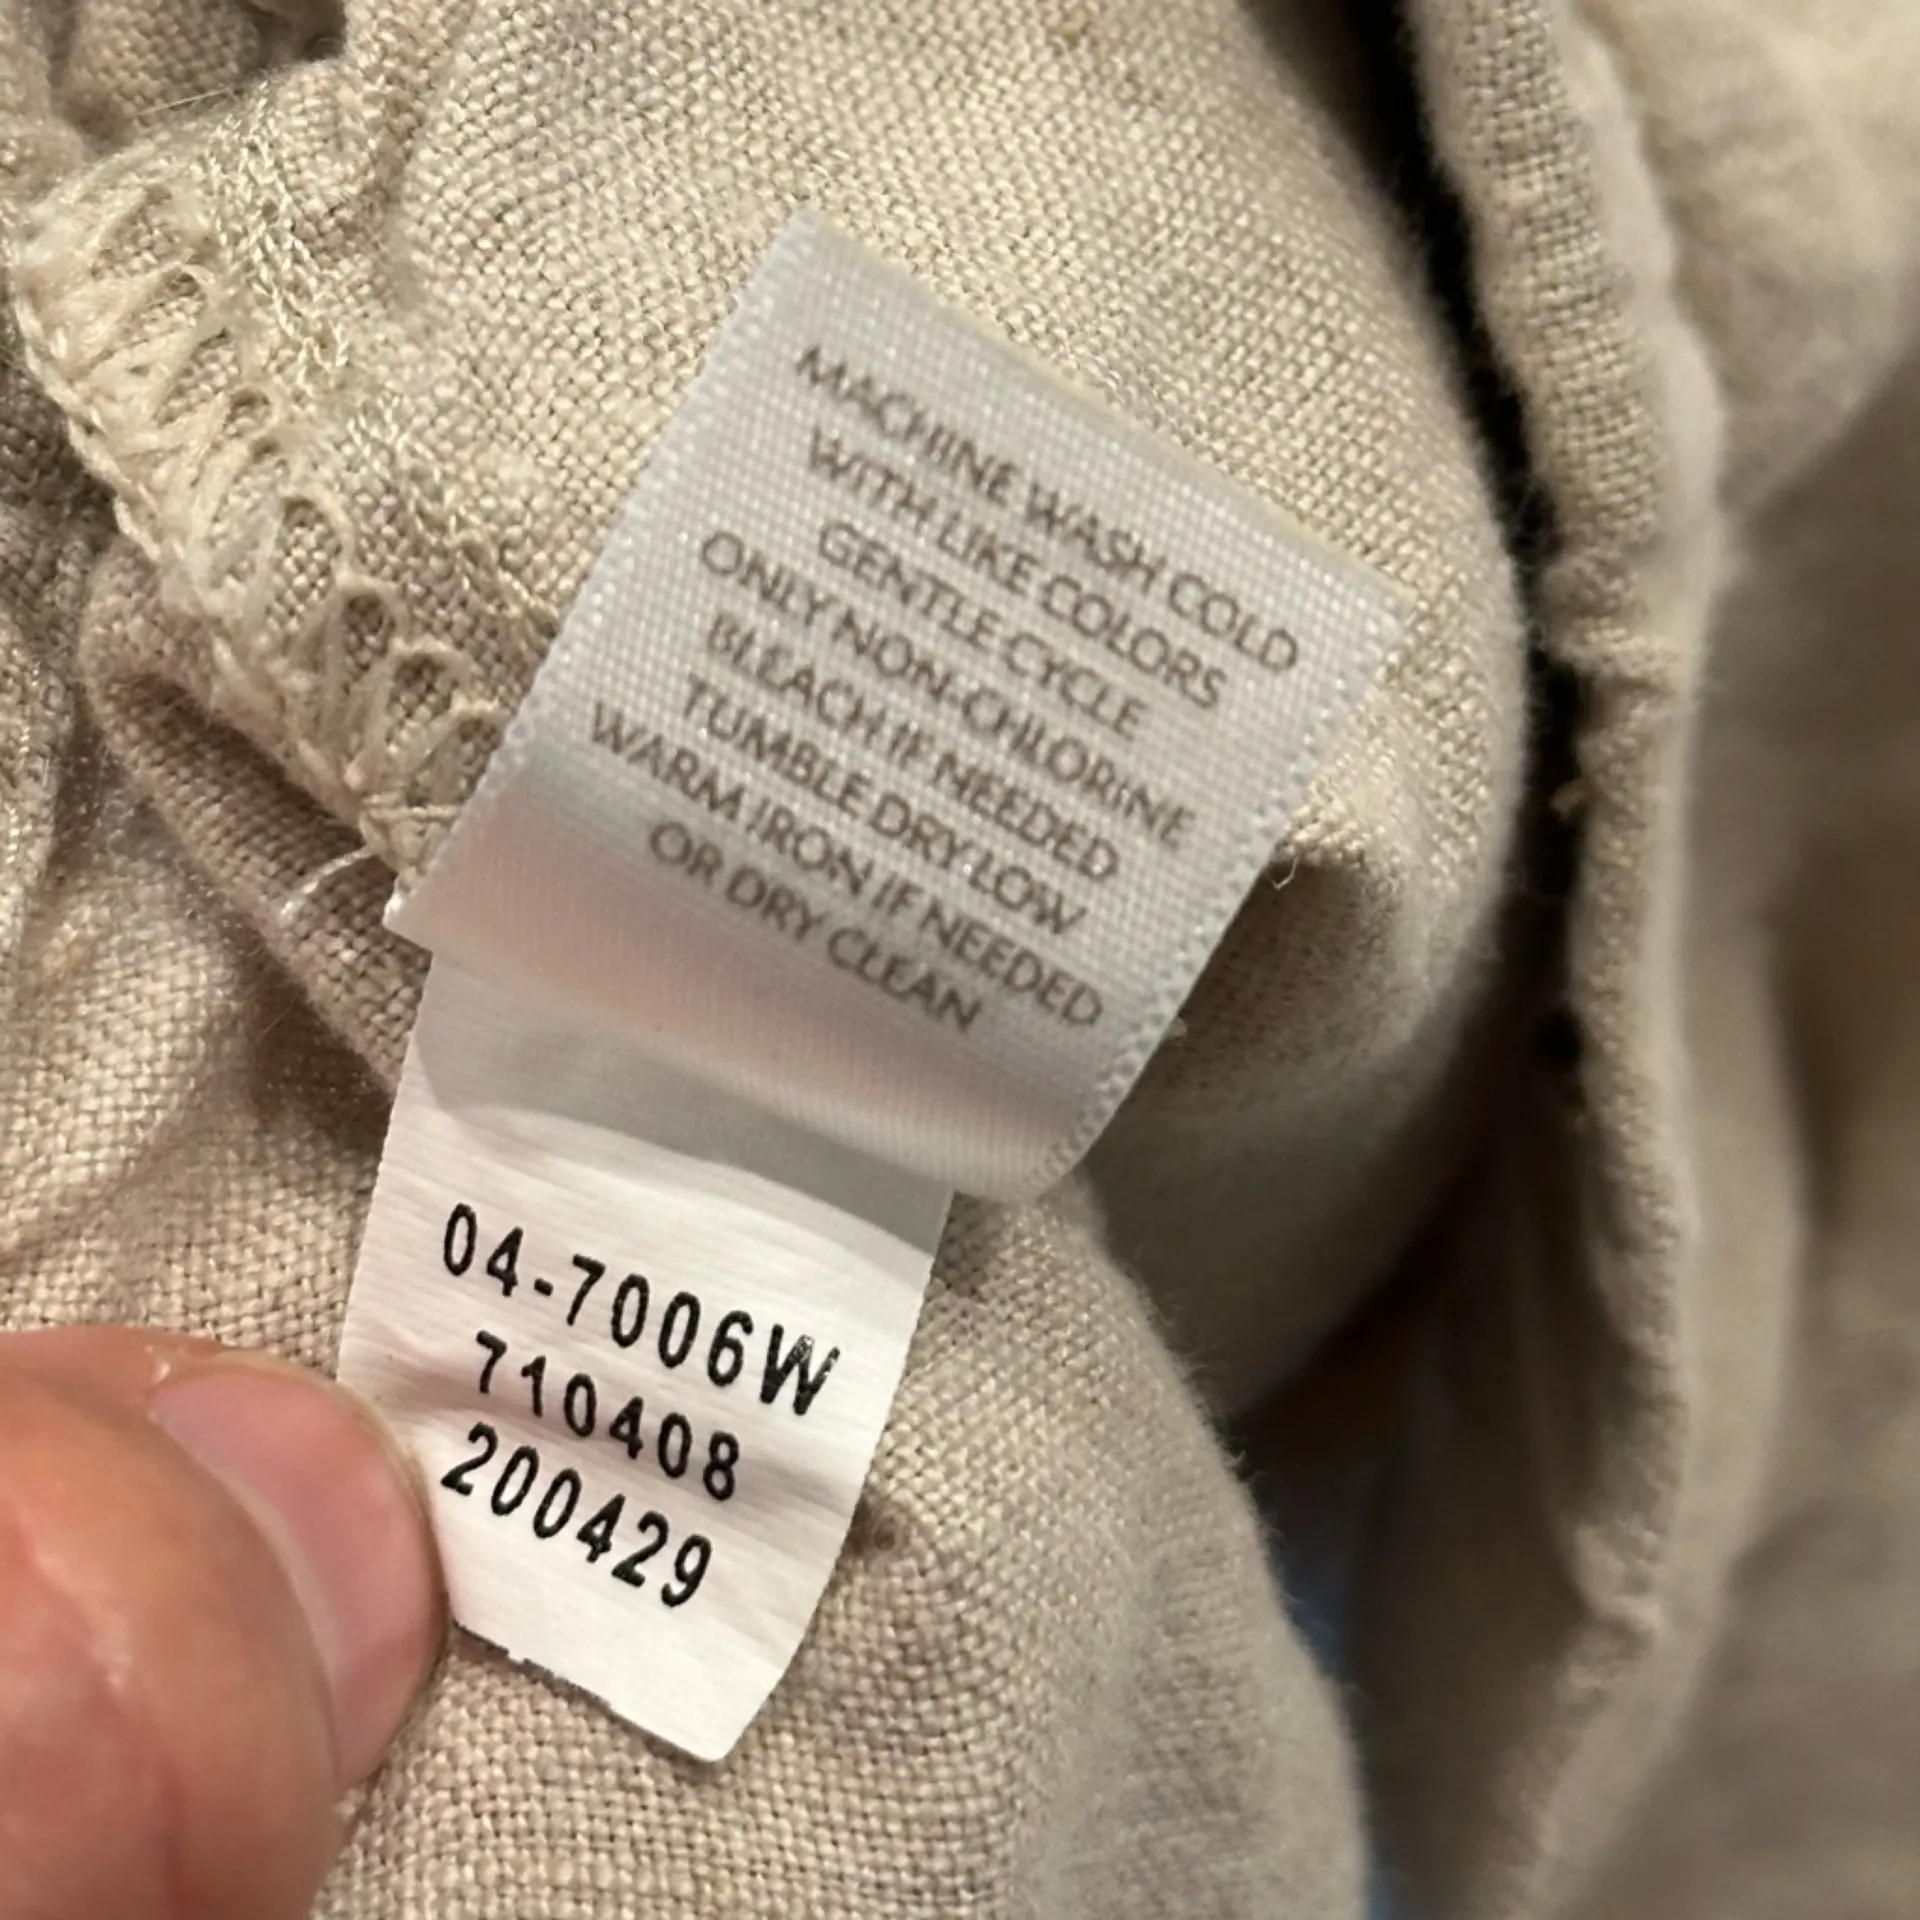 MACHINE WASH COLD
WITH LIKE COLORS
GENTLE CYCLE
ONLY NON-CHLORINE
BLEACH IF NEEDED
TUMBLE DRY LOW
WARM IRON IF NEEDED
OR DRY CLEAN
04-7006W
710408
200429